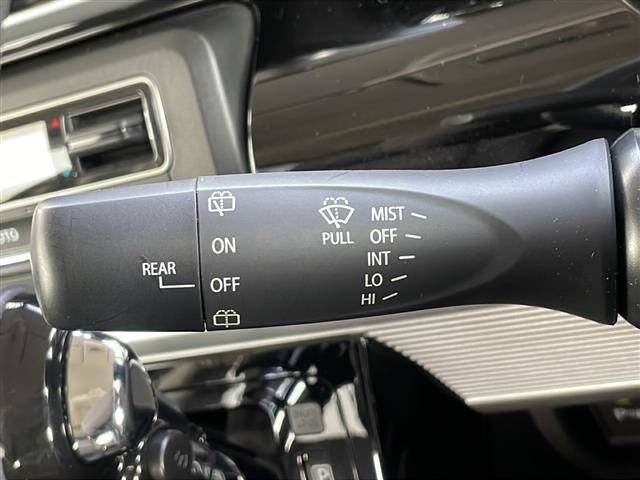 REAR
ON
OFF
PULL
MIST
OFF
INT
LO
HI
P